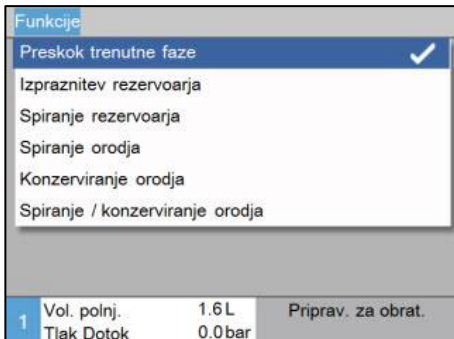 Funkcije
Preskok trenutne faze
Izpraznitev rezervoarja
Spiranje rezervoarja
Spiranje orodja
Konzerviranje orodja
Spiranje / konzerviranje orodja
1
Vol. polnj. 1.6 L
Tlak Dotok 0.0 bar
Priprav. za obrat.